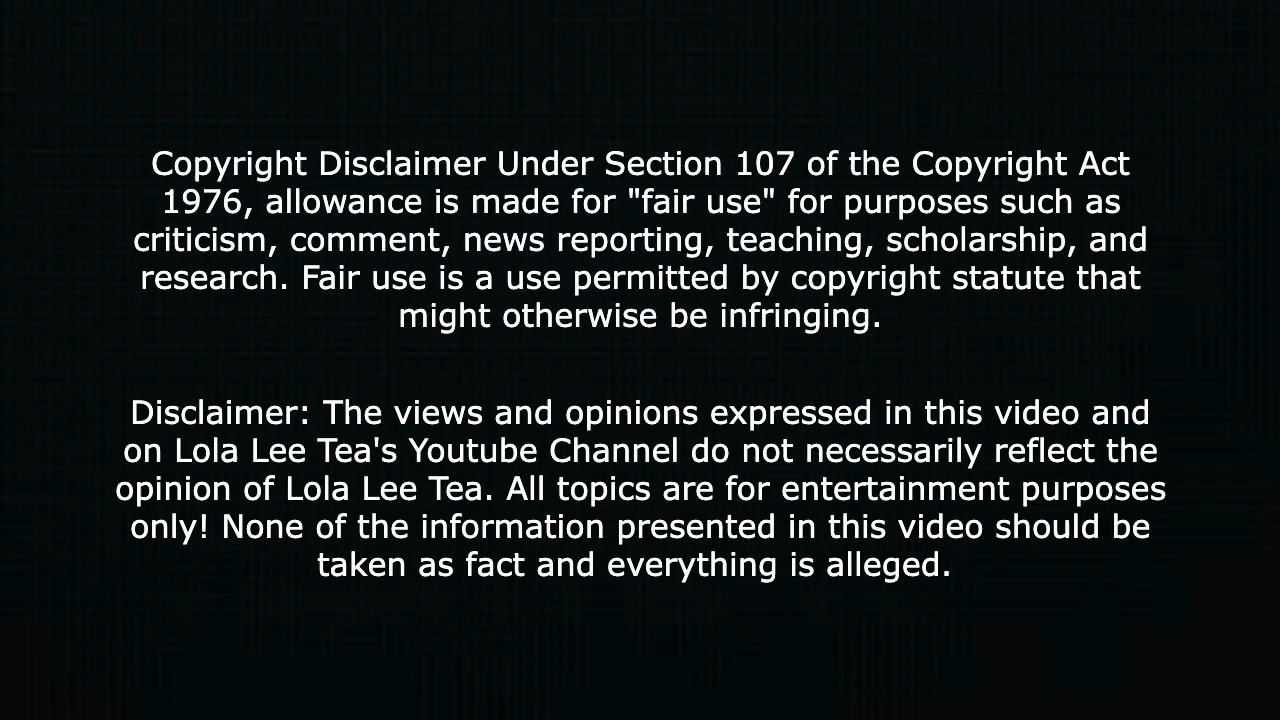 Copyright Disclaimer Under Section 107 of the Copyright Act
1976, allowance is made for "fair use" for purposes such as
criticism, comment, news reporting, teaching, scholarship, and
research. Fair use is a use permitted by copyright statute that
might otherwise be infringing.
Disclaimer: The views and opinions expressed in this video and
on Lola Lee Tea's Youtube Channel do not necessarily reflect the
opinion of Lola Lee Tea. All topics are for entertainment purposes
only! None of the information presented in this video should be
taken as fact and everything is alleged.